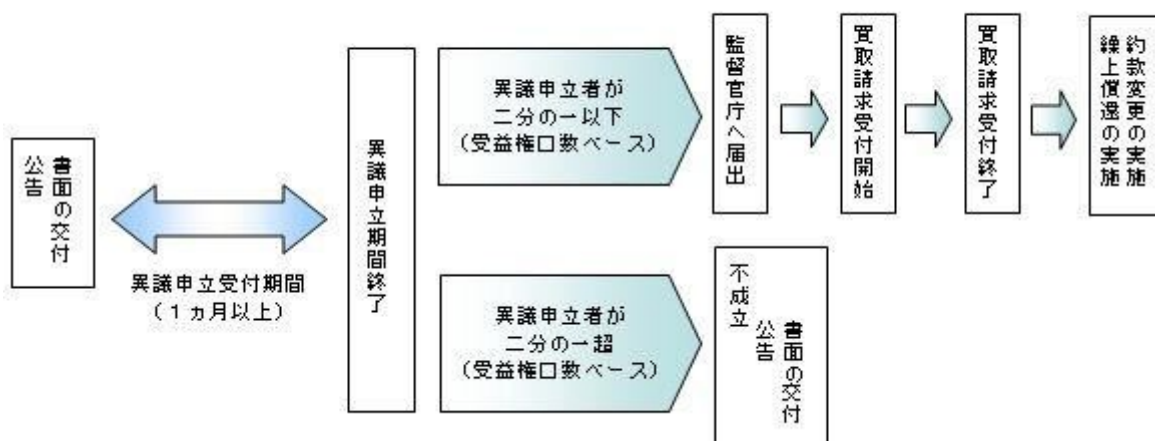 書面の交付
公告
異議申立受付期間
（１ヵ月以上）
異議申立期間終了
異議申立者が
二分の一以下
（受益権口数ベース）
監督官庁へ届出
買取請求受付開始
買取請求受付終了
約款変更の実施
繰上償還の実施
異議申立者が
二分の一超
（受益権口数ベース）
不成立
書面の交付
公告